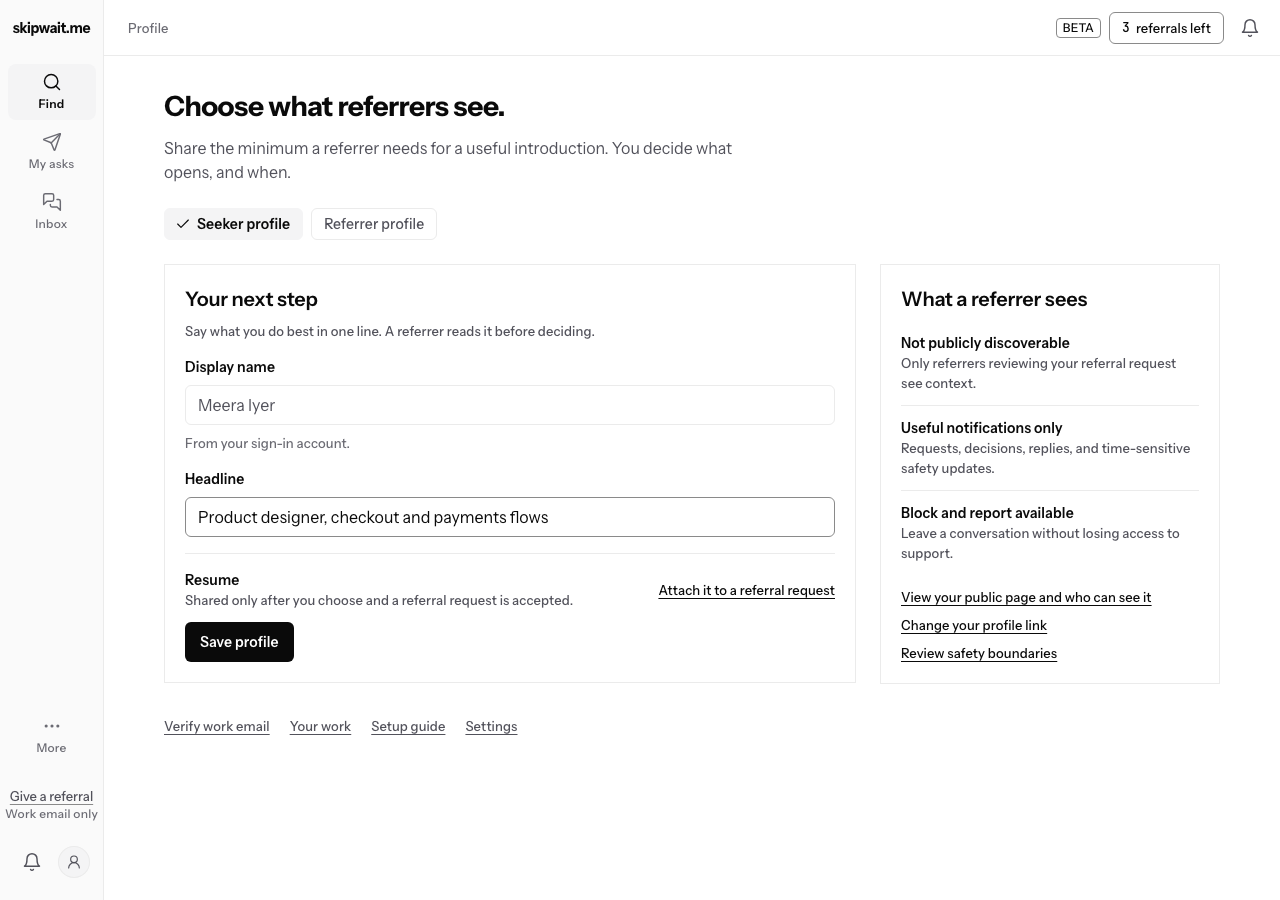 skipwait.me
Find
My asks
Inbox
More
Give a referral
Work email only
Profile
BETA
3 referrals left
Choose what referrers see.
Share the minimum a referrer needs for a useful introduction. You decide what
opens, and when.
Seeker profile
Referrer profile
Your next step
Say what you do best in one line. A referrer reads it before deciding.
Display name
Meera Iyer
From your sign-in account.
Headline
Product designer, checkout and payments flows
Resume
Shared only after you choose and a referral request is accepted.
Attach it to a referral request
Save profile
What a referrer sees
Not publicly discoverable
Only referrers reviewing your referral request
see context.
Useful notifications only
Requests, decisions, replies, and time-sensitive
safety updates.
Block and report available
Leave a conversation without losing access to
support.
View your public page and who can see it
Change your profile link
Review safety boundaries
Verify work email
Your work
Setup guide
Settings